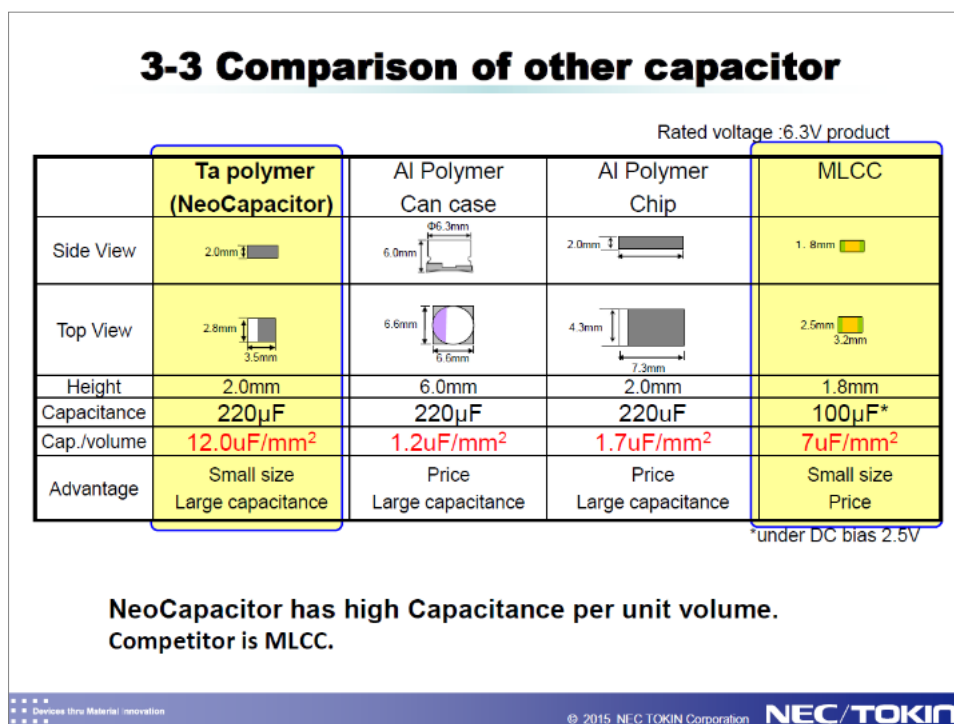 3-3 Comparison of other capacitor
Rated voltage :6.3V product
Ta polymer (NeoCapacitor) Al Polymer Can case Al Polymer Chip MLCC
Side View 2.0mm Φ6.3mm 6.0mm 2.0mm 1. 8mm
Top View 2.8mm 3.5mm 6.6mm 6.6mm 4.3mm 7.3mm 2.5mm 3.2mm
Height 2.0mm 6.0mm 2.0mm 1.8mm
Capacitance 220μF 220μF 220uF 100μF*
Cap./volume 12.0uF/mm² 1.2uF/mm² 1.7uF/mm² 7uF/mm²
Advantage Small size Large capacitance Price Large capacitance Price Large capacitance Small size Price
*under DC bias 2.5V
NeoCapacitor has high Capacitance per unit volume.
Competitor is MLCC.
Devices thru Material Innovation
© 2015 NEC TOKIN Corporation NEC/TOKIN